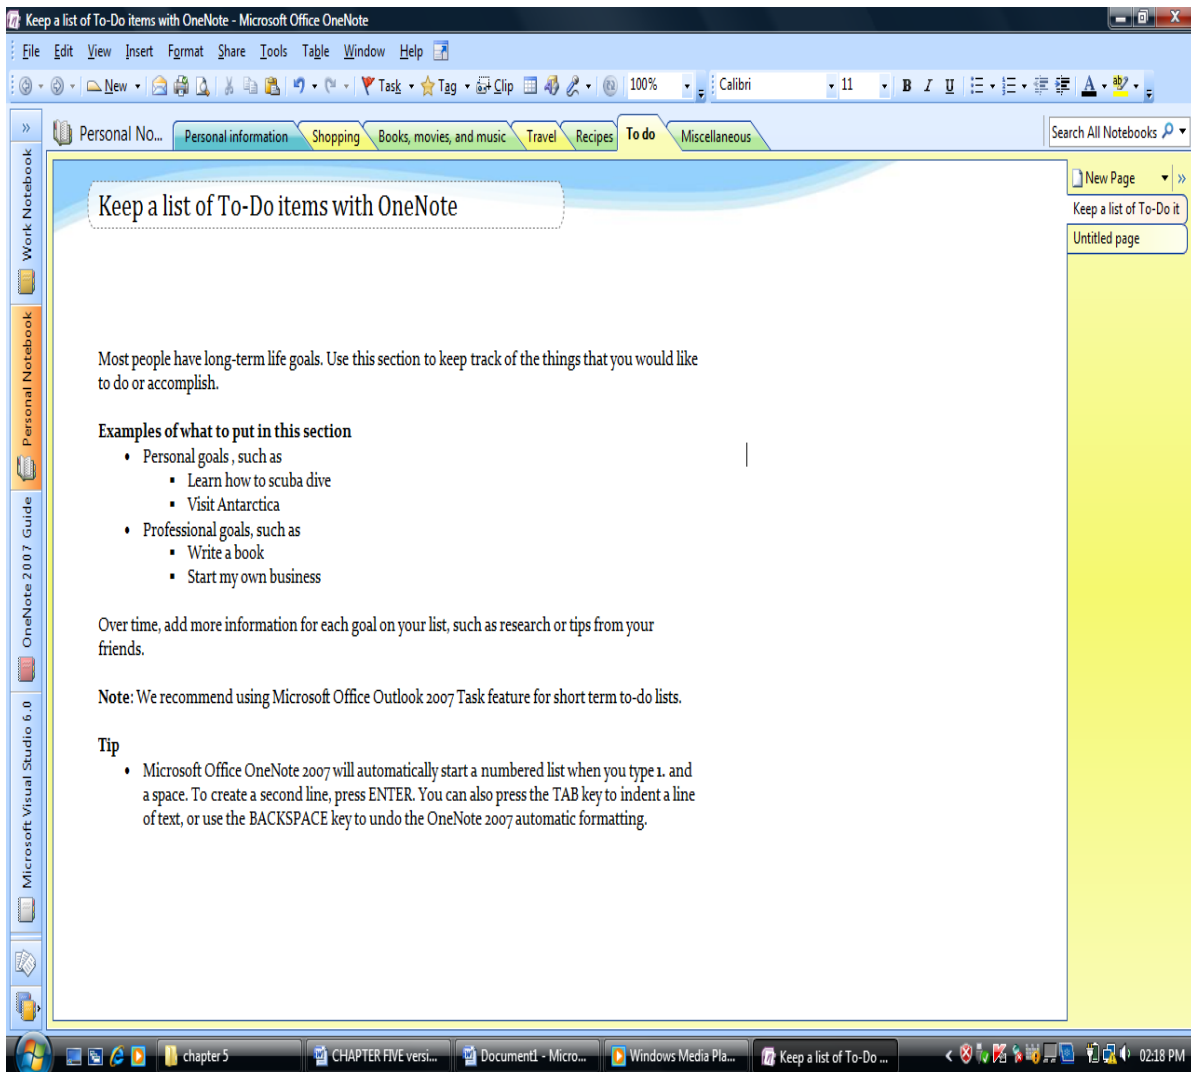 Keep a list of To-Do items with OneNote - Microsoft Office OneNote
File Edit View Insert Format Share Tools Table Window Help
New Task Tag Clip 100% Calibri 11 B I U A ab
Personal No... Personal information Shopping Books, movies, and music Travel Recipes To do Miscellaneous Search All Notebooks
Work Notebook
Personal Notebook
OneNote 2007 Guide
Microsoft Visual Studio 6.0
New Page
Keep a list of To-Do it
Untitled page
Keep a list of To-Do items with OneNote
Most people have long-term life goals. Use this section to keep track of the things that you would like
to do or accomplish.
Examples of what to put in this section
• Personal goals , such as
▪ Learn how to scuba dive
▪ Visit Antarctica
• Professional goals, such as
▪ Write a book
▪ Start my own business
Over time, add more information for each goal on your list, such as research or tips from your
friends.
Note: We recommend using Microsoft Office Outlook 2007 Task feature for short term to-do lists.
Tip
• Microsoft Office OneNote 2007 will automatically start a numbered list when you type 1. and
a space. To create a second line, press ENTER. You can also press the TAB key to indent a line
of text, or use the BACKSPACE key to undo the OneNote 2007 automatic formatting.
chapter 5 CHAPTER FIVE versi... Document1 - Micro... Windows Media Pla... Keep a list of To-Do ... 02:18 PM